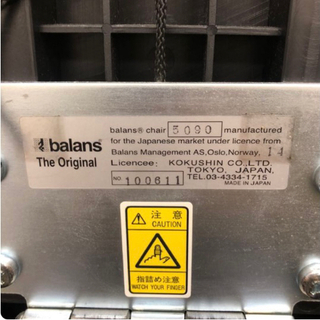 balans® chair 5090 manufactured
for the Japanese market under licence from
Balans Management AS,Oslo,Norway, 14
balans
The Original
Licencee: KOKUSHIN CO.,LTD.
TOKYO, JAPAN,
TEL.03-4334-1715
NO. 100611
MADE IN JAPAN
注意
CAUTION
指詰め注意
WATCH YOUR FINGER